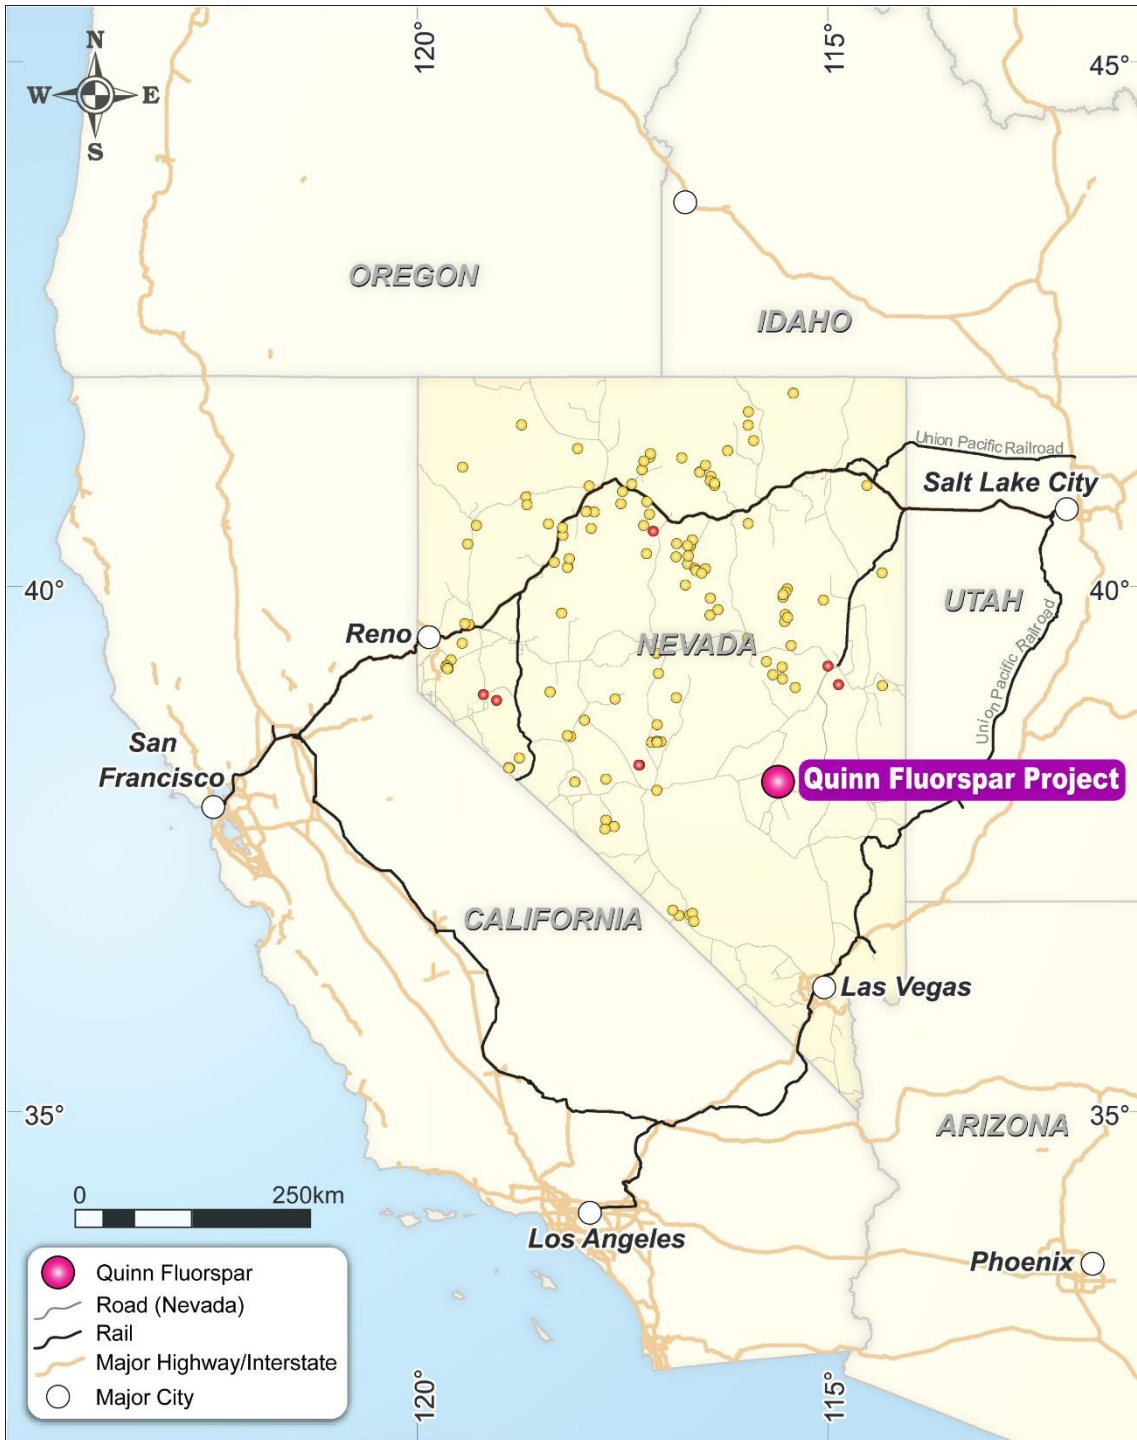 N
W E
S
120°
115°
45°
OREGON
IDAHO
Union Pacific Railroad
Salt Lake City
40°
40°
UTAH
Reno
NEVADA
Union Pacific Railroad
San
Francisco
Quinn Fluorspar Project
CALIFORNIA
Las Vegas
35°
35°
ARIZONA
0 250km
Los Angeles
Phoenix
Quinn Fluorspar
Road (Nevada)
Rail
Major Highway/Interstate
Major City
120°
115°